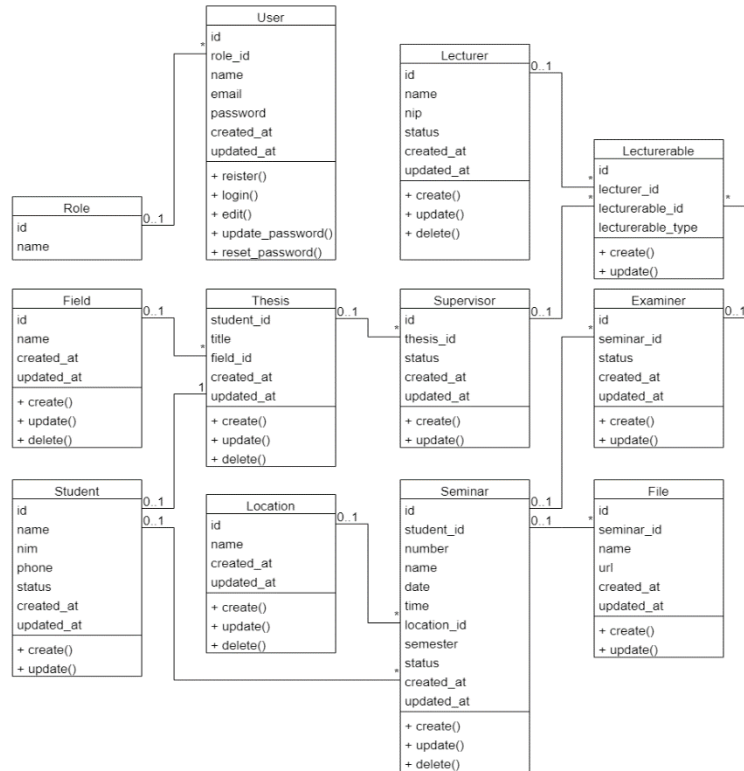 User
id
role_id
name
email
password
created_at
updated_at
+ reister()
+ login()
+ edit()
+ update_password()
+ reset_password()
*
Lecturer
id
name
nip
status
created_at
updated_at
+ create()
+ update()
+ delete()
0..1
Lecturerable
id
lecturer_id
lecturerable_id
lecturerable_type
+ create()
+ update()
*
*
*
Role
id
name
0..1
Field
id
name
created_at
updated_at
+ create()
+ update()
+ delete()
0..1
Thesis
student_id
title
field_id
created_at
updated_at
+ create()
+ update()
+ delete()
0..1
*
1
Supervisor
id
thesis_id
status
created_at
updated_at
+ create()
+ update()
0..1
*
Examiner
id
seminar_id
status
created_at
updated_at
+ create()
+ update()
0..1
*
Student
id
name
nim
phone
status
created_at
updated_at
+ create()
+ update()
0..1
0..1
Location
id
name
created_at
updated_at
+ create()
+ update()
+ delete()
0..1
Seminar
id
student_id
number
name
date
time
location_id
semester
status
created_at
updated_at
+ create()
+ update()
+ delete()
0..1
0..1
*
*
File
id
seminar_id
name
url
created_at
updated_at
+ create()
+ update()
*